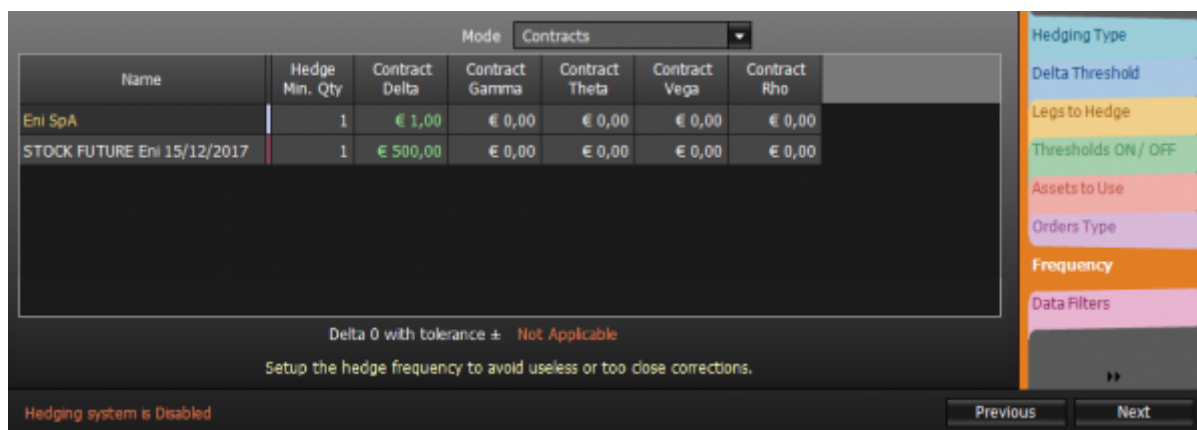 Mode Contracts
Name Hedge Min. Qty Contract Delta Contract Gamma Contract Theta Contract Vega Contract Rho
Eni SpA 1 € 1,00 € 0,00 € 0,00 € 0,00 € 0,00
STOCK FUTURE Eni 15/12/2017 1 € 500,00 € 0,00 € 0,00 € 0,00 € 0,00
Delta 0 with tolerance ± Not Applicable
Setup the hedge frequency to avoid useless or too close corrections.
Hedging system is Disabled
Previous Next
Hedging Type
Delta Threshold
Legs to Hedge
Thresholds ON / OFF
Assets to Use
Orders Type
Frequency
Data Filters